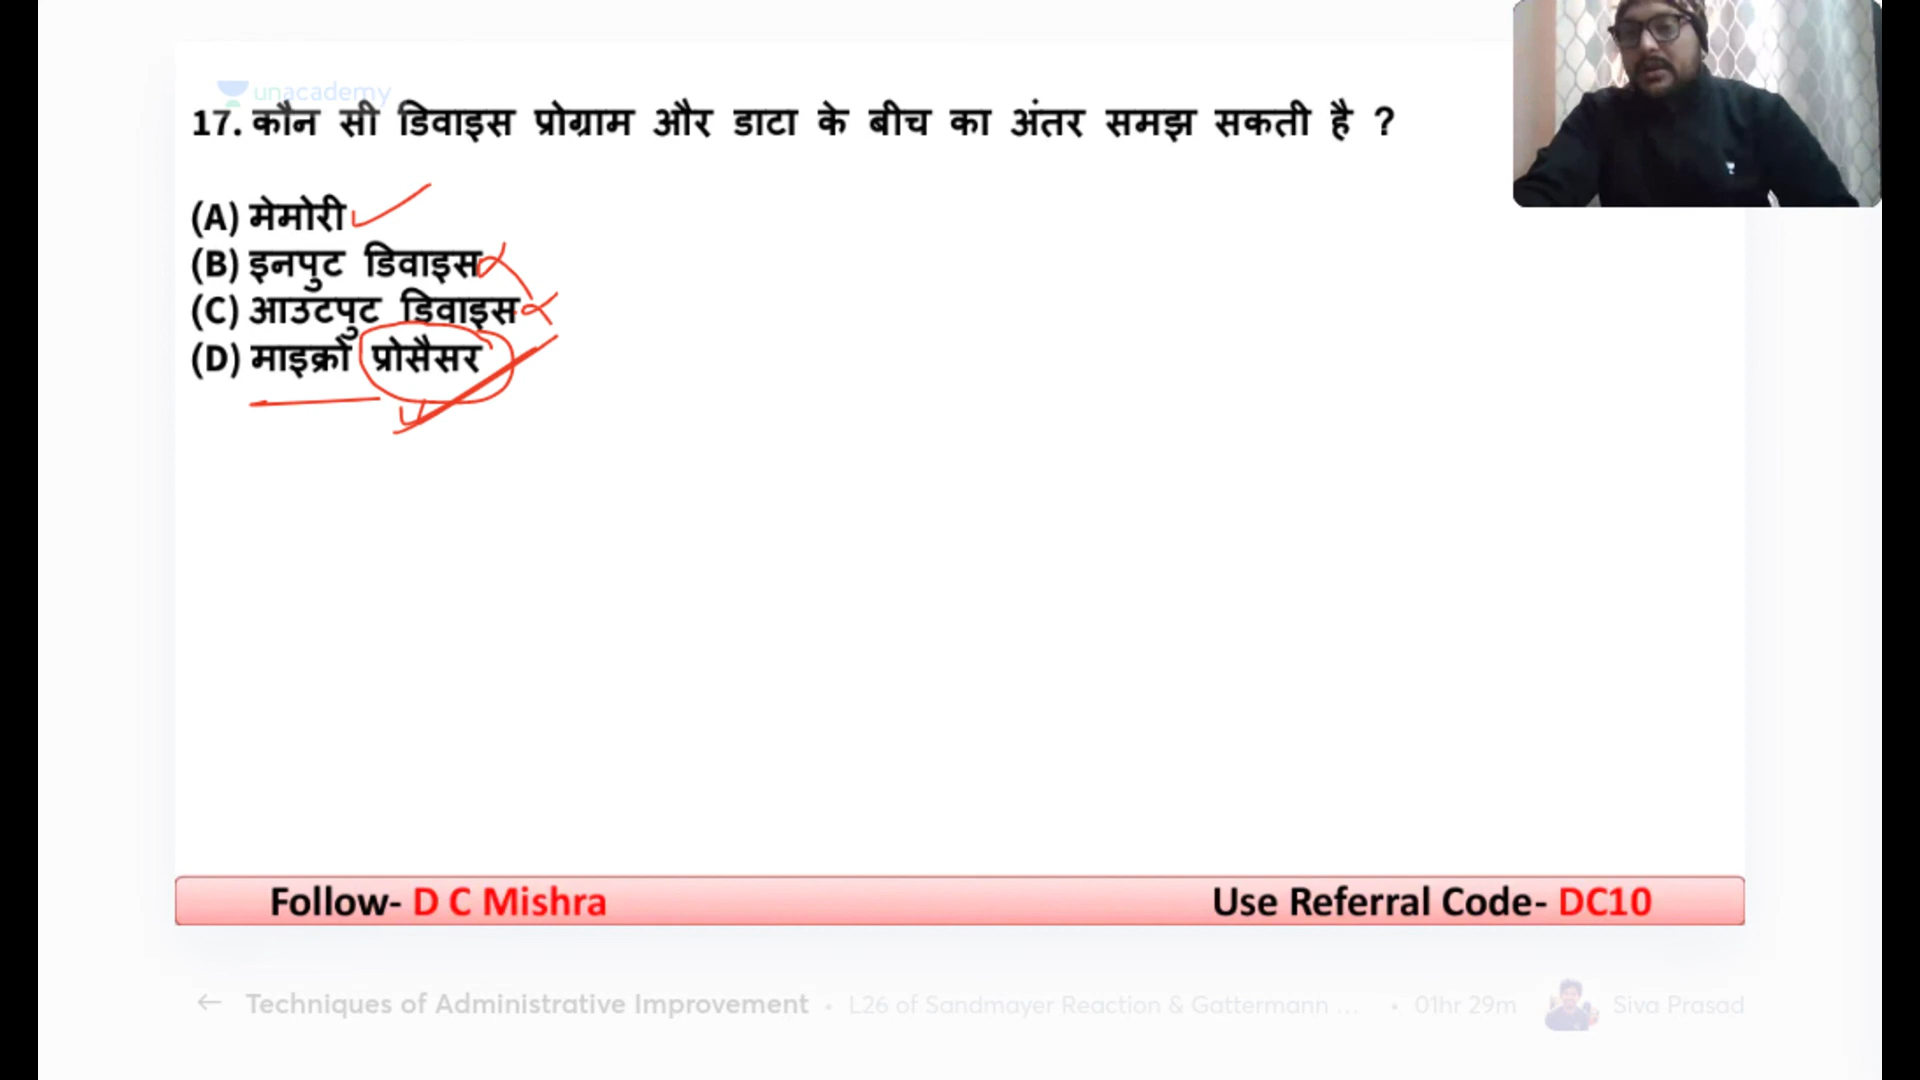 unacademy
17. कौन सी डिवाइस प्रोग्राम और डाटा के बीच का अंतर समझ सकती है ?
(A) मेमोरी
(B) इनपुट डिवाइस
(C) आउटपुट डिवाइस
(D) माइक्रो प्रोसैसर
Follow- D C Mishra Use Referral Code- DC10
← Techniques of Administrative Improvement • L26 of Sandmayer Reaction & Gattermann ... • 01hr 29m Siva Prasad